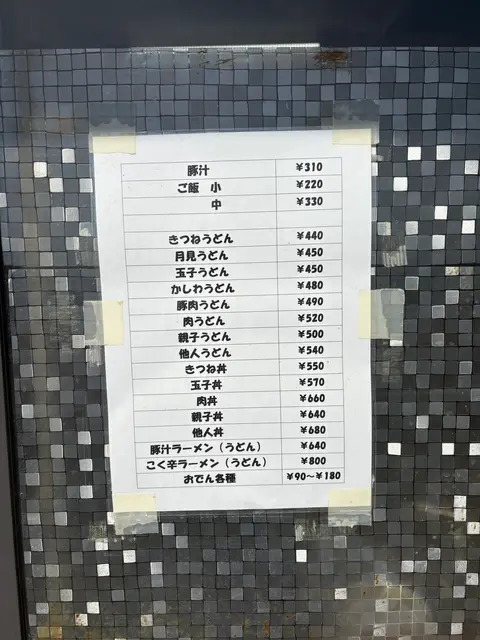 豚汁 ¥310
ご飯 小 ¥220
中 ¥330
きつねうどん ¥440
月見うどん ¥450
玉子うどん ¥450
かしわうどん ¥480
豚肉うどん ¥490
肉うどん ¥520
親子うどん ¥500
他人うどん ¥540
きつね丼 ¥550
玉子丼 ¥570
肉丼 ¥660
親子丼 ¥640
他人丼 ¥680
豚汁ラーメン（うどん） ¥640
こく辛ラーメン（うどん） ¥800
おでん各種 ¥90～¥180